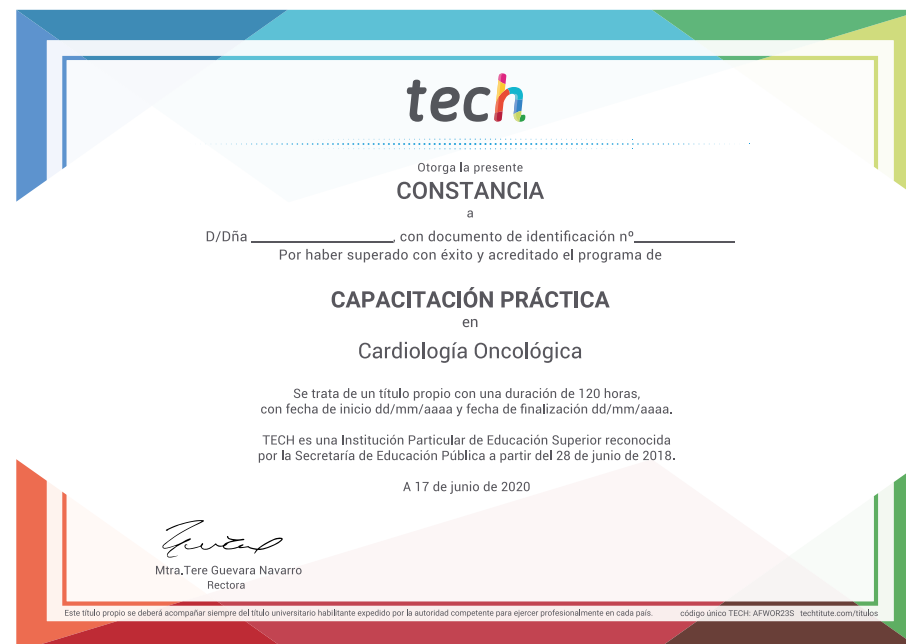 tech
Otorga la presente
CONSTANCIA
a
D/Dña ____________________, con documento de identificación nº______________
Por haber superado con éxito y acreditado el programa de
CAPACITACIÓN PRÁCTICA
en
Cardiología Oncológica
Se trata de un título propio con una duración de 120 horas,
con fecha de inicio dd/mm/aaaa y fecha de finalización dd/mm/aaaa.
TECH es una Institución Particular de Educación Superior reconocida
por la Secretaría de Educación Pública a partir del 28 de junio de 2018.
A 17 de junio de 2020
Mtra.Tere Guevara Navarro
Rectora
Este título propio se deberá acompañar siempre del título universitario habilitante expedido por la autoridad competente para ejercer profesionalmente en cada país. código único TECH: AFWOR23S techtitute.com/titulos